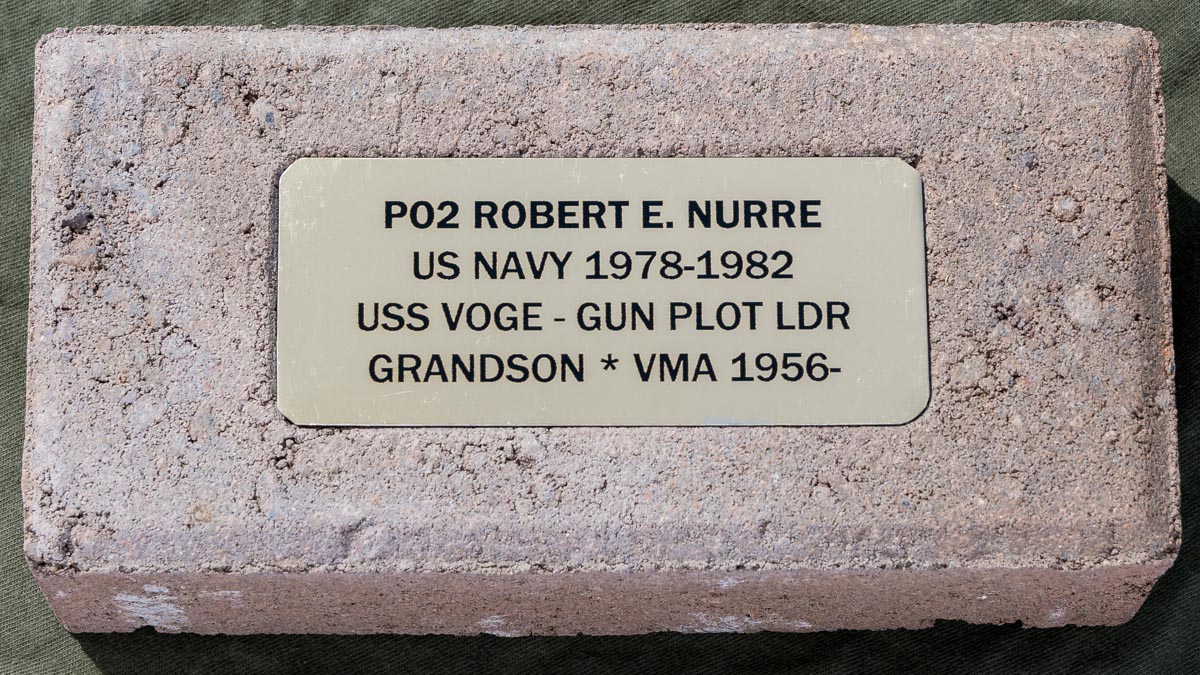 PO2 ROBERT E. NURRE
US NAVY 1978-1982
USS VOGE - GUN PLOT LDR
GRANDSON * VMA 1956-